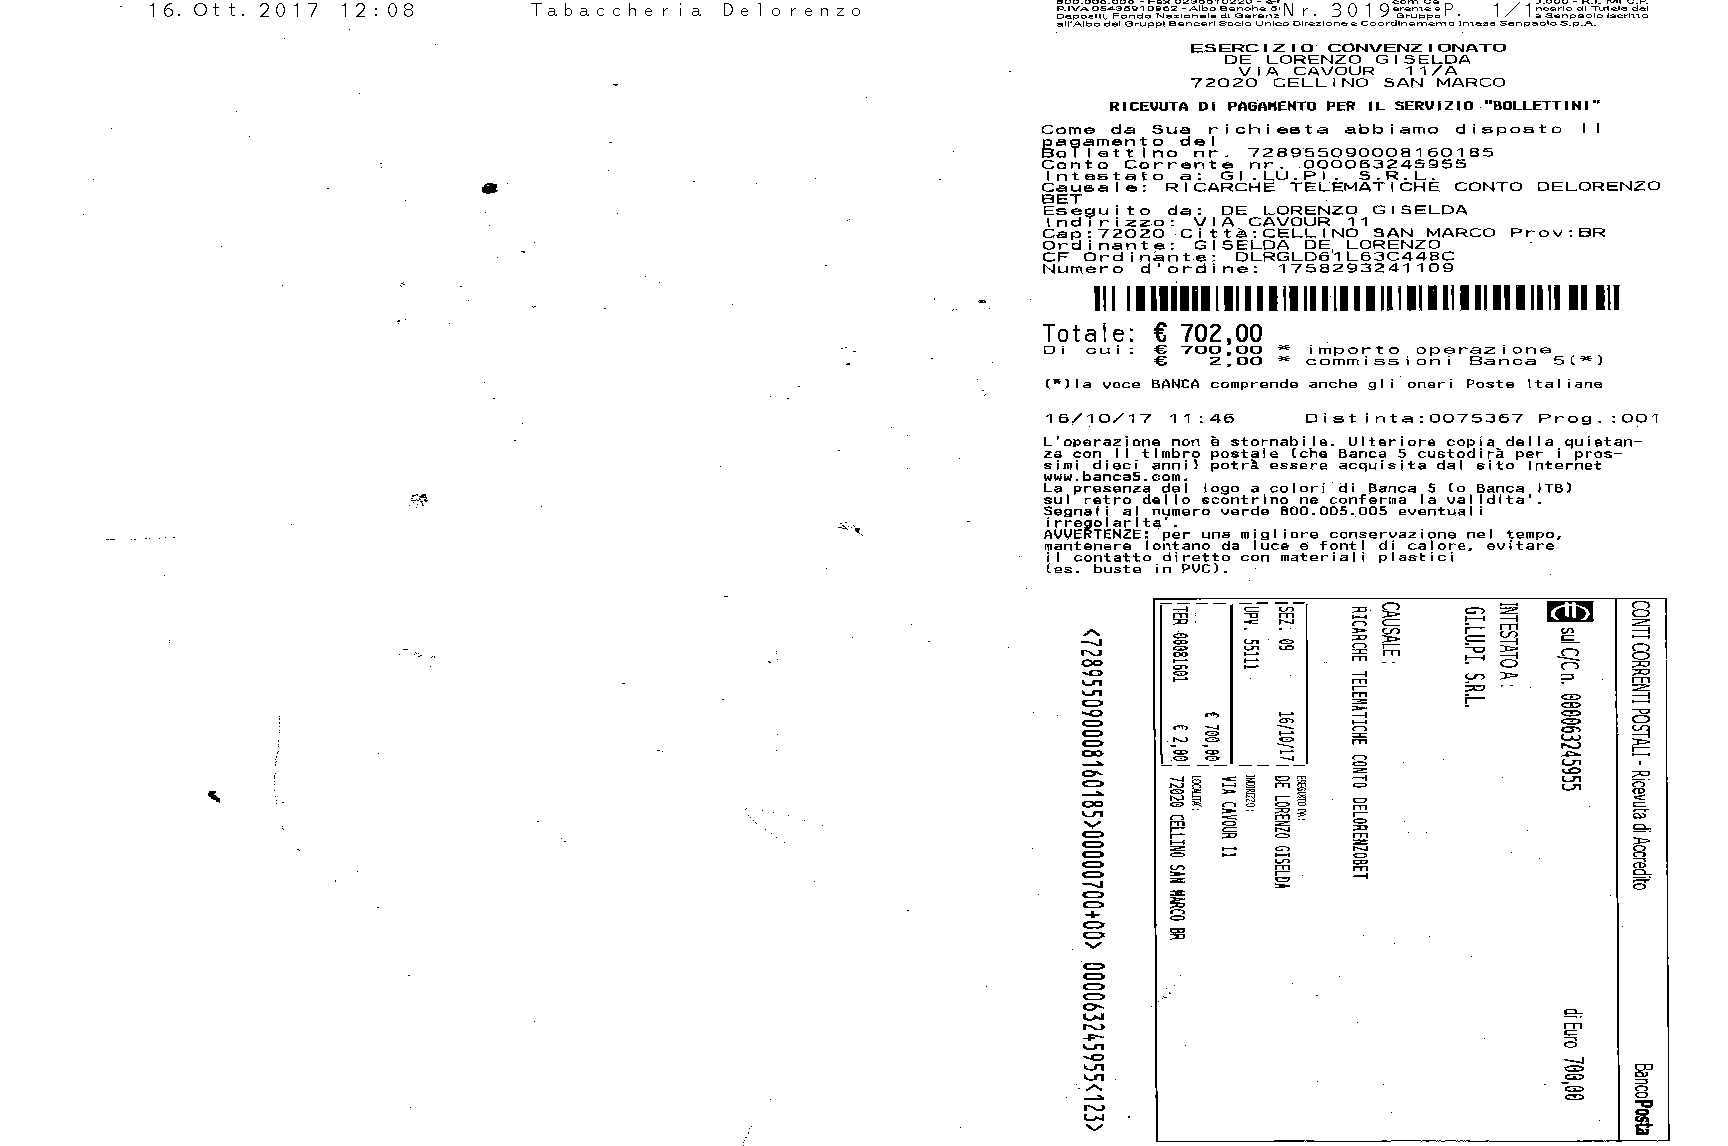 16. Ott. 2017 12:08 Tabaccheria Delorenzo Nr. 3019 P. 1/1
P.IVA 05495910962 - Albo Banche
Depositi, Fondo Nazionale di Garanz
all'Albo dei Gruppi Bancari Socio Unico Direzione e Coordinamento Intesa Sanpaolo S.p.A.
ESERCIZIO CONVENZIONATO
DE LORENZO GISELDA
VIA CAVOUR 11/A
72020 CELLINO SAN MARCO
RICEVUTA DI PAGAMENTO PER IL SERVIZIO "BOLLETTINI"
Come da Sua richiesta abbiamo disposto il
pagamento del
Bollettino nr. 728955090008160185
Conto Corrente nr. 000063245955
Intestato a: GI.LU.PI. S.R.L.
Causale: RICARCHE TELEMATICHE CONTO DELORENZO
BET
Eseguito da: DE LORENZO GISELDA
Indirizzo: VIA CAVOUR 11
Cap:72020 Città:CELLINO SAN MARCO Prov:BR
Ordinante: GISELDA DE LORENZO
CF Ordinante: DLRGLD61L63C448C
Numero d'ordine: 1758293241109
Totale: € 702,00
Di cui: € 700,00 * importo operazione
€ 2,00 * commissioni Banca 5(*)
(*)la voce BANCA comprende anche gli oneri Poste Italiane
16/10/17 11:46 Distinta:0075367 Prog.:001
L'operazione non è stornabile. Ulteriore copia della quietan-
za con il timbro postale (che Banca 5 custodirà per i pros-
simi dieci anni) potrà essere acquisita dal sito Internet
www.banca5.com.
La presenza del logo a colori di Banca 5 (o Banca ITB)
sul retro dello scontrino ne conferma la validita'.
Segnali al numero verde 800.005.005 eventuali
irregolarita'.
AVVERTENZE: per una migliore conservazione nel tempo,
mantenere lontano da luce e fonti di calore, evitare
il contatto diretto con materiali plastici
(es. buste in PVC).
CONTI CORRENTI POSTALI - Ricevuta di Accredito BancoPosta
sul C/C n. 000063245955 di Euro 700,00
INTESTATO A:
GI.LU.PI. S.R.L.
CAUSALE:
RICARCHE TELEMATICHE CONTO DELORENZOBET
SEZ: 09 16/10/17
UPV. 55111
€ 700,00
TER 00081601 € 2,00
ESEGUITO DA:
DE LORENZO GISELDA
INDIRIZZO:
VIA CAVOUR 11
LOCALITA':
72020 CELLINO SAN MARCO BR
<728955090008160185>00000700+00> 000063245955<123>